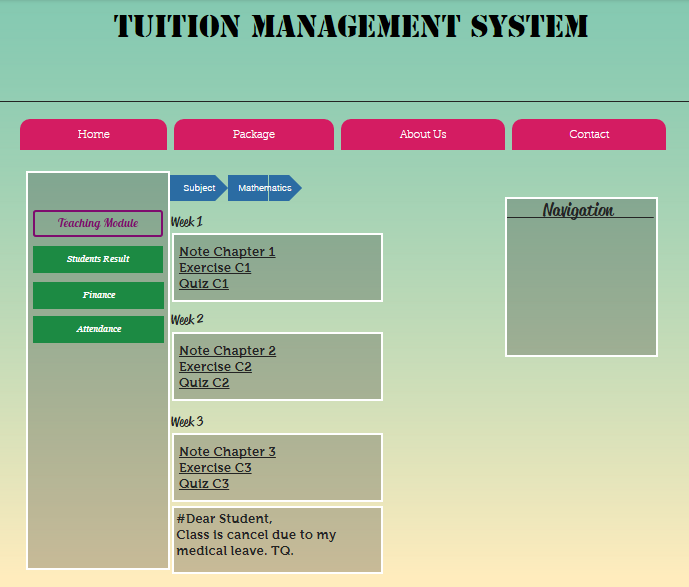 TUITION MANAGEMENT SYSTEM
Home Package About Us Contact
Teaching Module
Students Result
Finance
Attendance
Subject Mathematics
Week 1
Note Chapter 1
Exercise C1
Quiz C1
Week 2
Note Chapter 2
Exercise C2
Quiz C2
Week 3
Note Chapter 3
Exercise C3
Quiz C3
#Dear Student,
Class is cancel due to my
medical leave. TQ.
Navigation